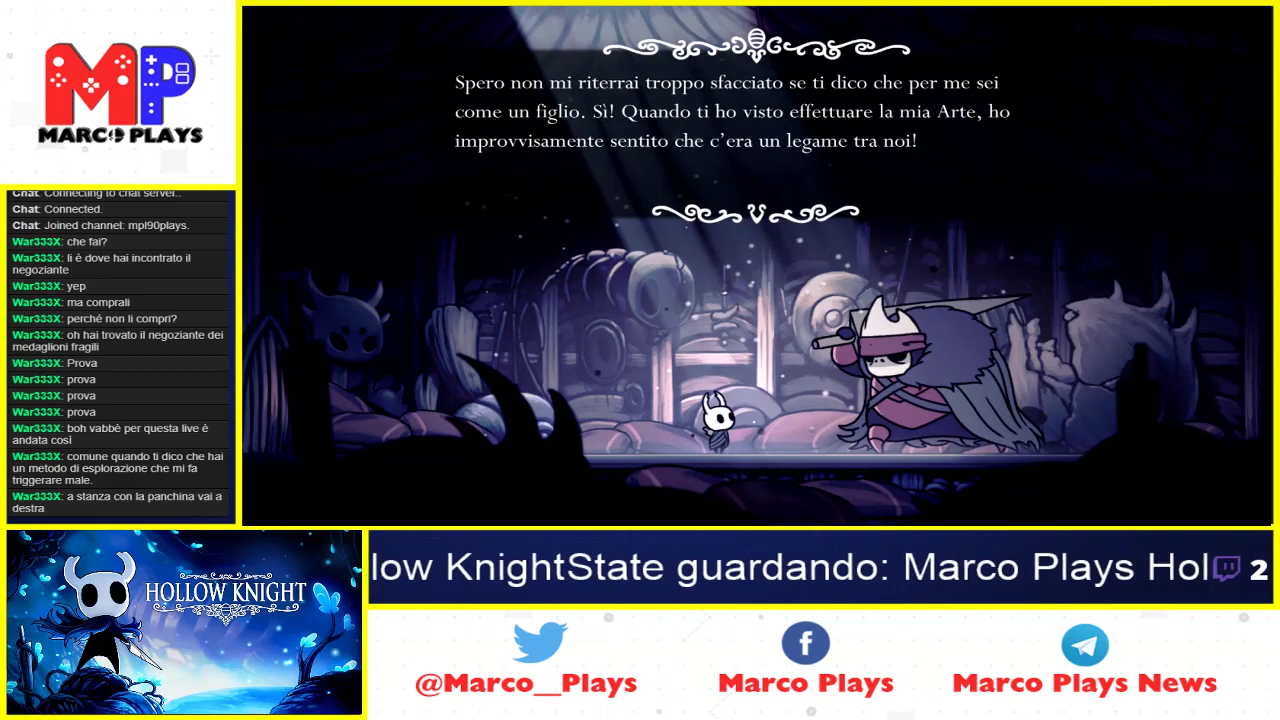 MP
MARCO PLAYS
Spero non mi riterrai troppo sfacciato se ti dico che per me sei
come un figlio. Sì! Quando ti ho visto effettuare la mia Arte, ho
improvvisamente sentito che c'era un legame tra noi!
Chat: Connecting to chat server..
Chat: Connected.
Chat: Joined channel: mpl90plays.
War333X: che fai?
War333X: li è dove hai incontrato il
negoziante
War333X: yep
War333X: ma comprali
War333X: perché non li compri?
War333X: oh hai trovato il negoziante dei
medaglioni fragili
War333X: Prova
War333X: prova
War333X: prova
War333X: prova
War333X: boh vabbè per questa live è
andata così
War333X: comune quando ti dico che hai
un metodo di esplorazione che mi fa
triggerare male.
War333X: a stanza con la panchina vai a
destra
HOLLOW KNIGHT
low KnightState guardando: Marco Plays Hol
2
@Marco__Plays
Marco Plays
Marco Plays News